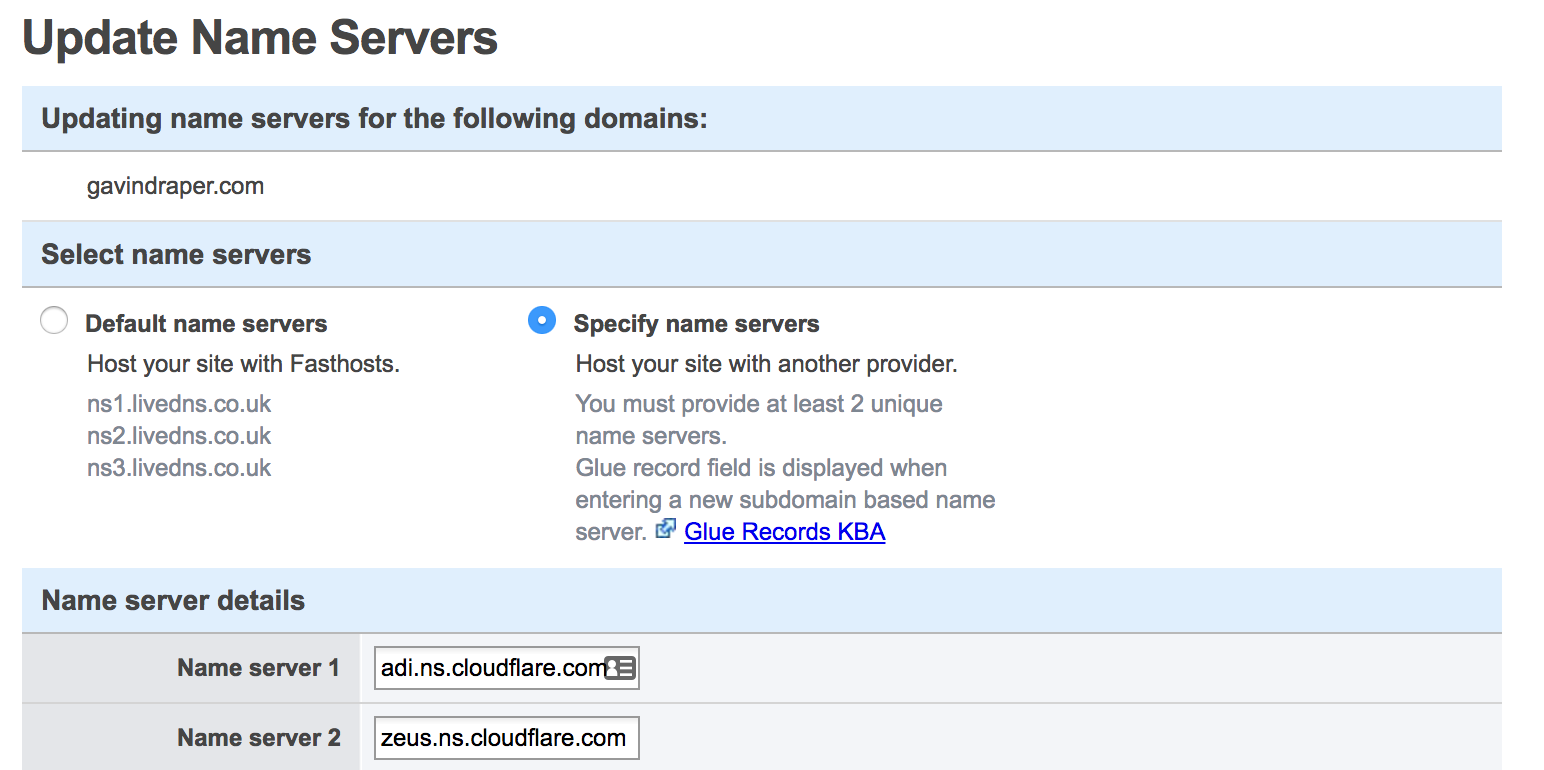 Update Name Servers
Updating name servers for the following domains:
gavindraper.com
Select name servers
Default name servers
Host your site with Fasthosts.
ns1.livedns.co.uk
ns2.livedns.co.uk
ns3.livedns.co.uk
Specify name servers
Host your site with another provider.
You must provide at least 2 unique
name servers.
Glue record field is displayed when
entering a new subdomain based name
server. Glue Records KBA
Name server details
Name server 1 adi.ns.cloudflare.com
Name server 2 zeus.ns.cloudflare.com